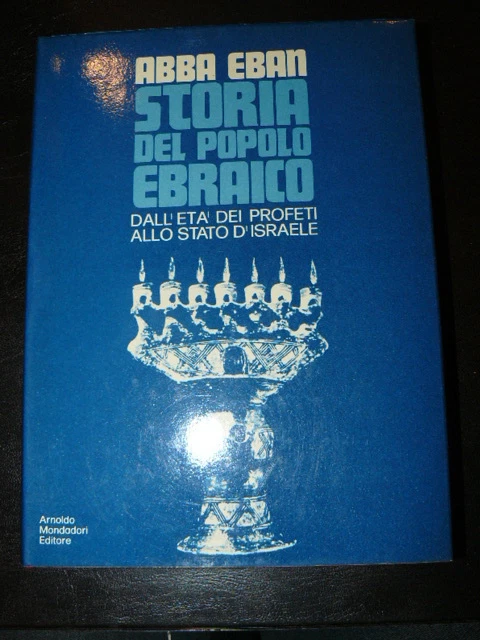 ABBA EBAN
STORIA
DEL POPOLO
EBRAICO
DALL'ETA' DEI PROFETI
ALLO STATO D'ISRAELE
Arnoldo
Mondadori
Editore